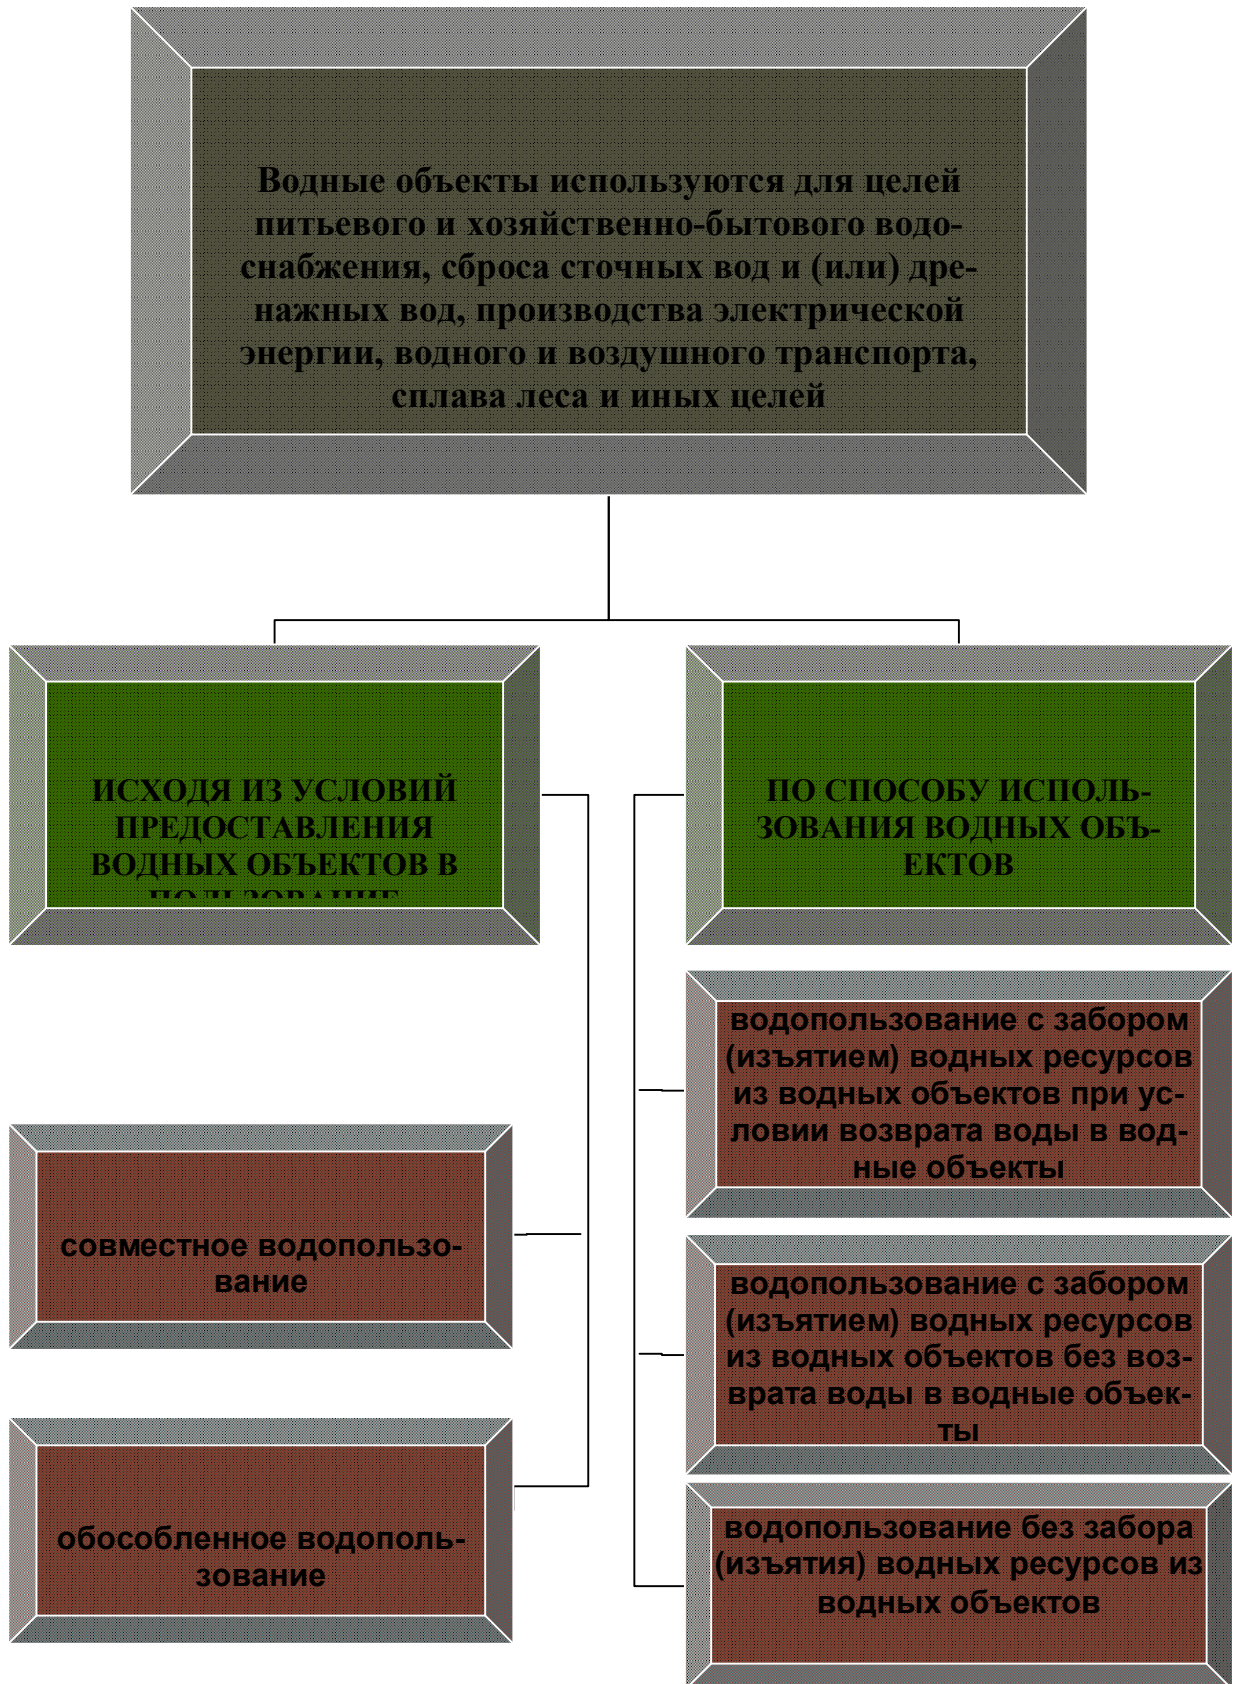 Водные объекты используются для целей
питьевого и хозяйственно-бытового водо-
снабжения, сброса сточных вод и (или) дре-
нажных вод, производства электрической
энергии, водного и воздушного транспорта,
сплава леса и иных целей
ИСХОДЯ ИЗ УСЛОВИЙ
ПРЕДОСТАВЛЕНИЯ
ВОДНЫХ ОБЪЕКТОВ В
ПОЛЬЗОВАНИЕ
ПО СПОСОБУ ИСПОЛЬ-
ЗОВАНИЯ ВОДНЫХ ОБЪ-
ЕКТОВ
совместное водопользо-
вание
обособленное водополь-
зование
водопользование с забором
(изъятием) водных ресурсов
из водных объектов при ус-
ловии возврата воды в вод-
ные объекты
водопользование с забором
(изъятием) водных ресурсов
из водных объектов без воз-
врата воды в водные объек-
ты
водопользование без забора
(изъятия) водных ресурсов из
водных объектов